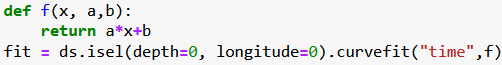 def f(x, a,b):
    return a*x+b
fit = ds.isel(depth=0, longitude=0).curvefit("time",f)